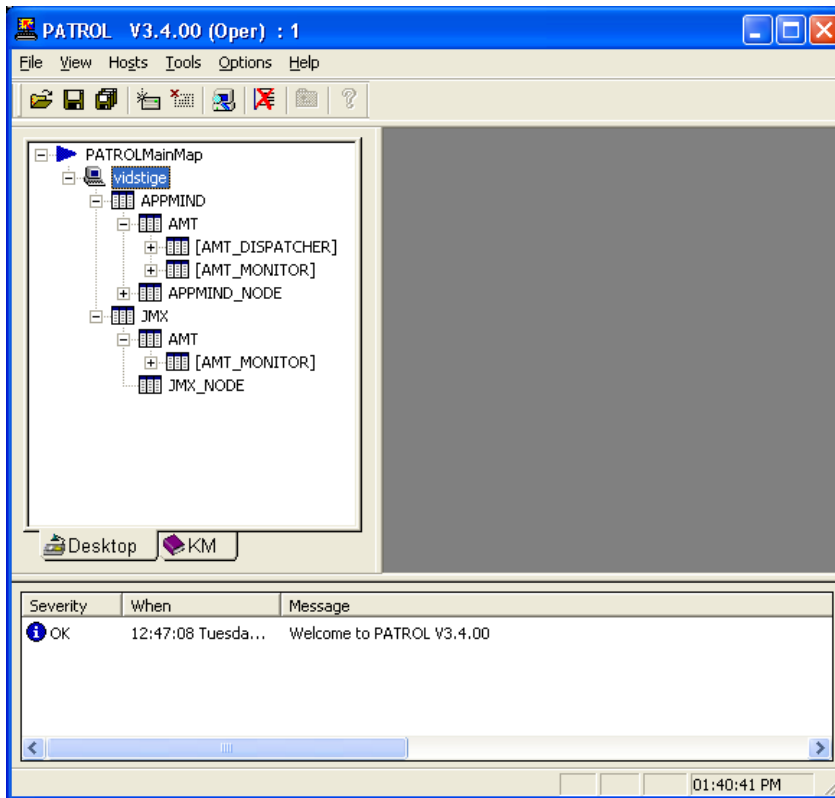 PATROL V3.4.00 (Oper) : 1
File View Hosts Tools Options Help
PATROLMainMap
vidstige
APPMIND
AMT
[AMT_DISPATCHER]
[AMT_MONITOR]
APPMIND_NODE
JMX
AMT
[AMT_MONITOR]
JMX_NODE
Desktop KM
Severity When Message
OK 12:47:08 Tuesda... Welcome to PATROL V3.4.00
01:40:41 PM